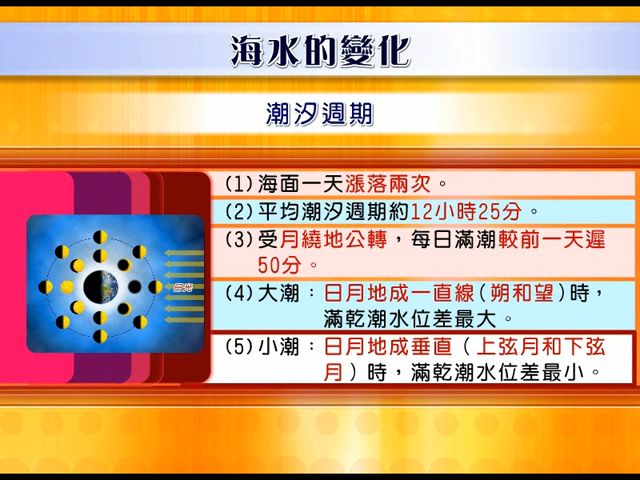 海水的變化
潮汐週期
(1)海面一天漲落兩次。
(2)平均潮汐週期約12小時25分。
(3)受月繞地公轉，每日滿潮較前一天遲
50分。
(4)大潮：日月地成一直線(朔和望)時，
滿乾潮水位差最大。
(5)小潮：日月地成垂直（上弦月和下弦
月）時，滿乾潮水位差最小。
日光